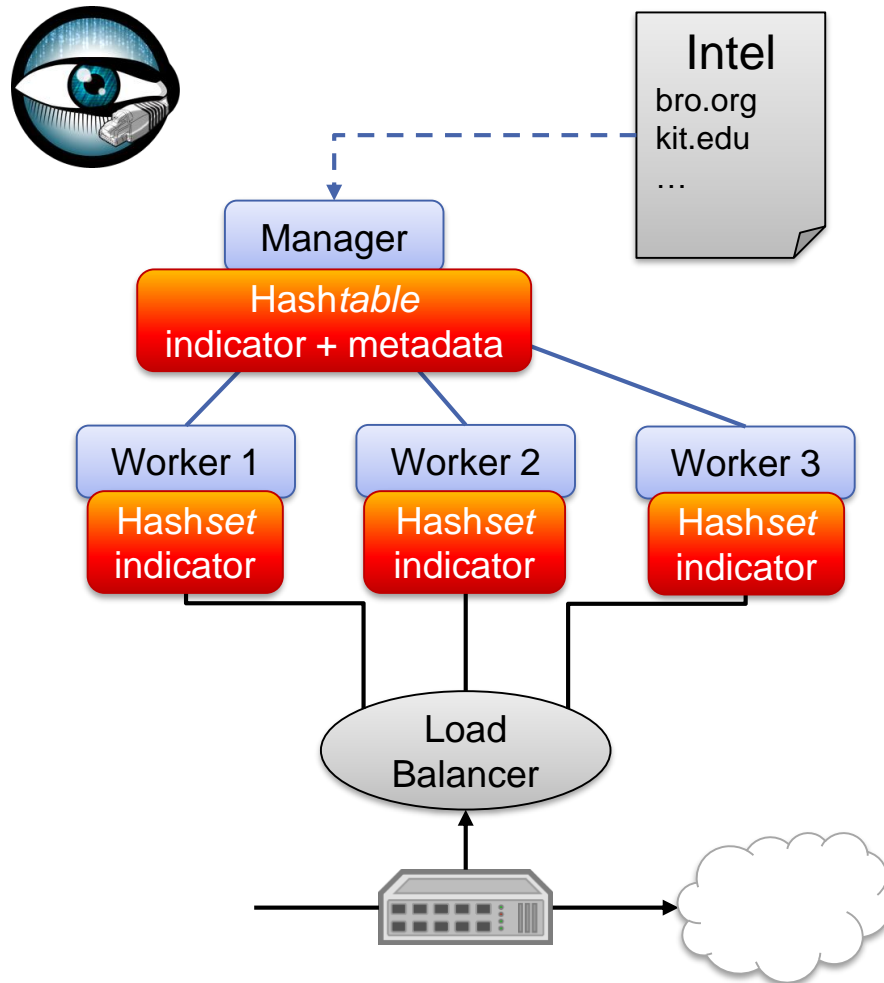 Intel
bro.org
kit.edu
…
Manager
Hashtable
indicator + metadata
Worker 1
Worker 2
Worker 3
Hashset
indicator
Hashset
indicator
Hashset
indicator
Load
Balancer